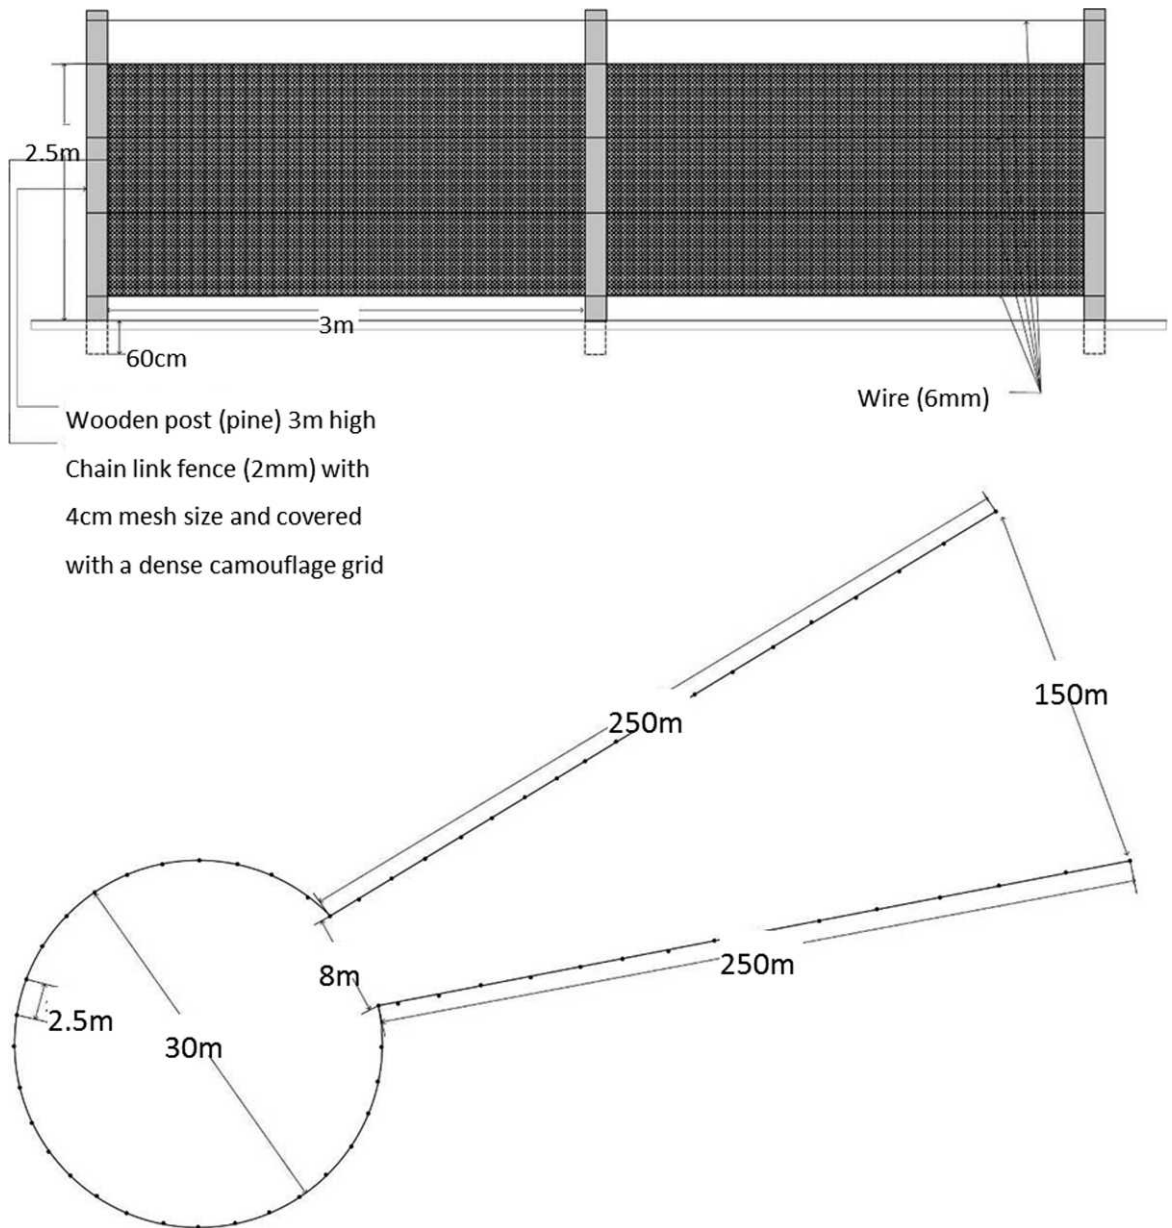 2.5m
3m
60cm
Wire (6mm)
Wooden post (pine) 3m high
Chain link fence (2mm) with
4cm mesh size and covered
with a dense camouflage grid
250m
150m
250m
8m
2.5m
30m